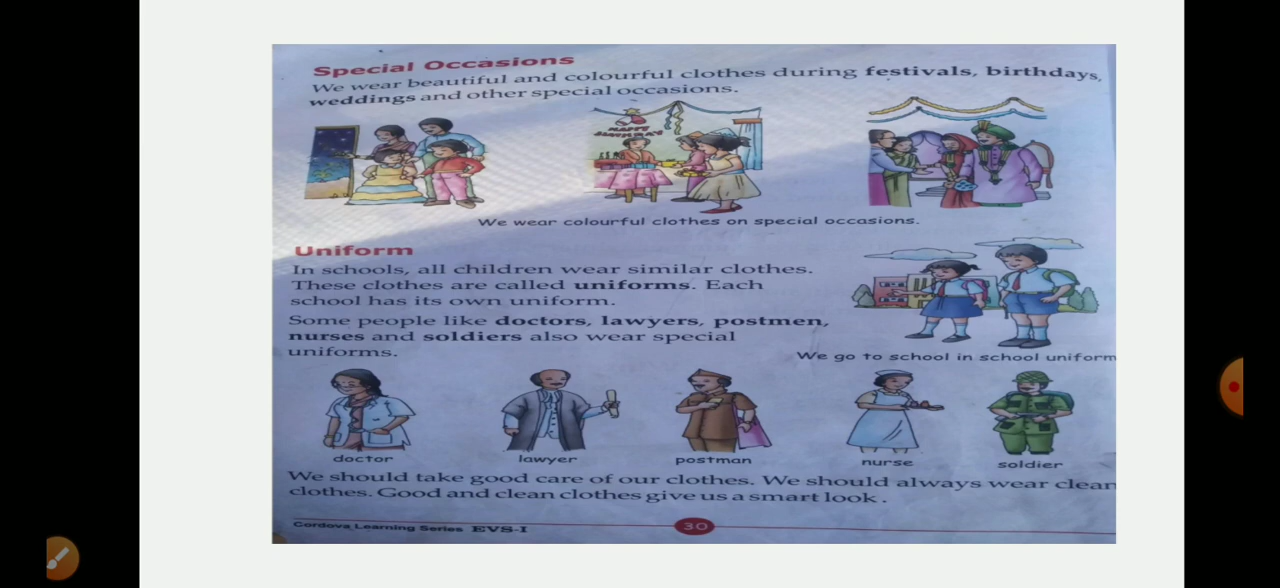 Special Occasions
We wear beautiful and colourful clothes during festivals, birthdays,
weddings and other special occasions.
HAPPY
BIRTHDAY
We wear colourful clothes on special occasions.
Uniform
In schools, all children wear similar clothes.
These clothes are called uniforms. Each
school has its own uniform.
Some people like doctors, lawyers, postmen,
nurses and soldiers also wear special
uniforms.
We go to school in school uniform
doctor
lawyer
postman
nurse
soldier
We should take good care of our clothes. We should always wear clean
clothes. Good and clean clothes give us a smart look.
Cordova Learning Series EVS-I
30